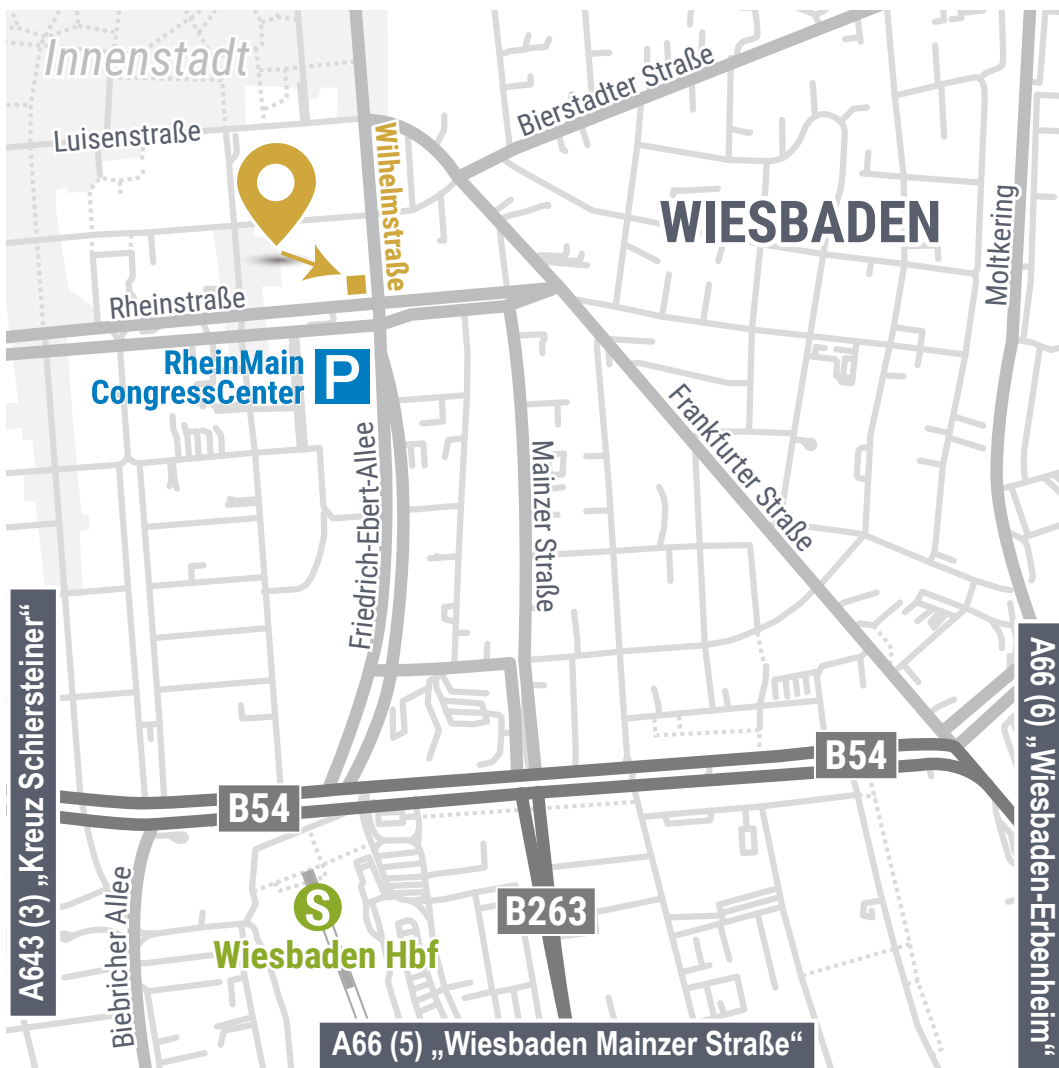 Innenstadt
Luisenstraße
Wilhelmstraße
Bierstadter Straße
WIESBADEN
Moltkering
Rheinstraße
RheinMain
CongressCenter
P
Friedrich-Ebert-Allee
Mainzer Straße
Frankfurter Straße
A643 (3) „Kreuz Schiersteiner“
A66 (6) „Wiesbaden-Erbenheim“
B54
B54
Biebricher Allee
S
Wiesbaden Hbf
B263
A66 (5) „Wiesbaden Mainzer Straße“